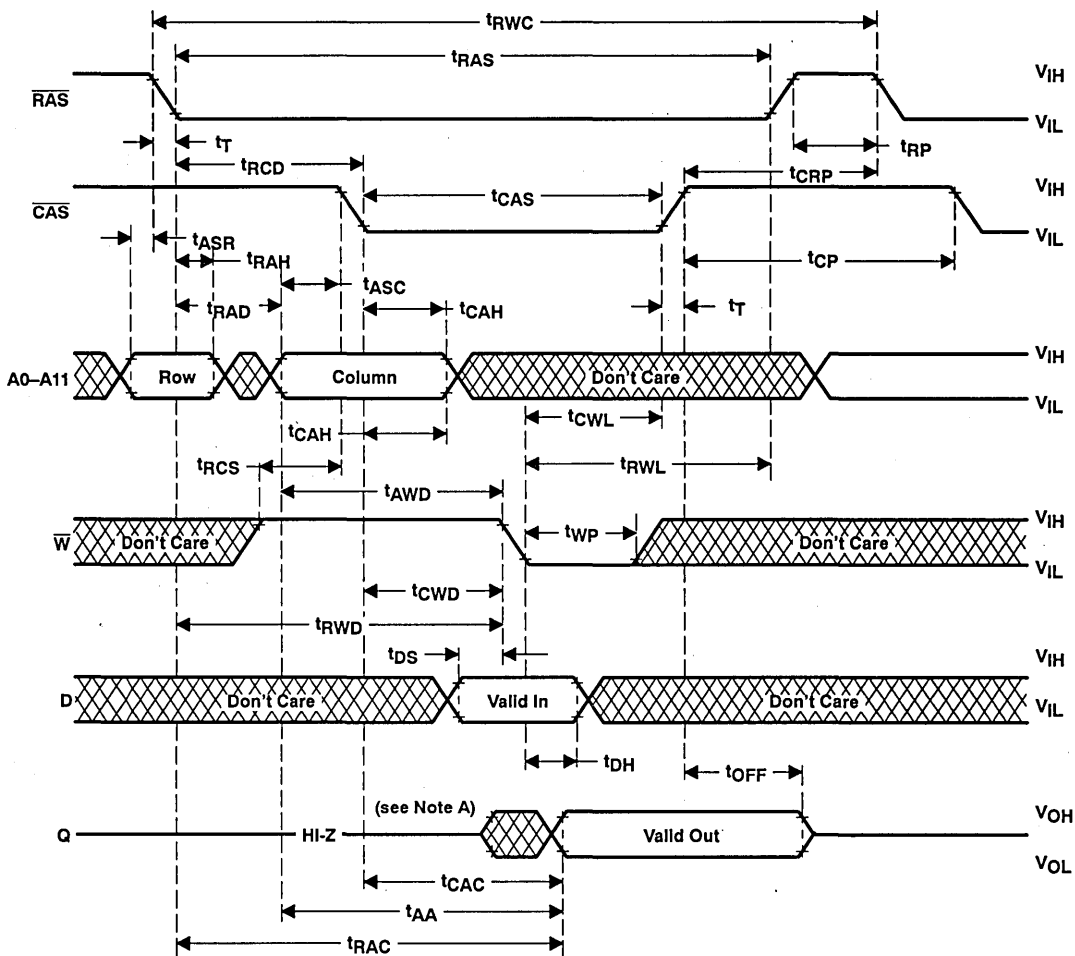 tRWC
tRAS
RAS
VIH
VIL
tT
tRP
tRCD
tCRP
CAS
tCAS
VIH
VIL
tASR
tRAH
tCP
tASC
tRAD
tCAH
tT
A0–A11
Row
Column
Don't Care
VIH
VIL
tCAH
tCWL
tRCS
tRWL
tAWD
W
Don't Care
tWP
Don't Care
VIH
VIL
tCWD
tRWD
tDS
D
Don't Care
Valid In
Don't Care
VIH
VIL
tDH
tOFF
(see Note A)
Q
HI-Z
Valid Out
VOH
VOL
tCAC
tAA
tRAC